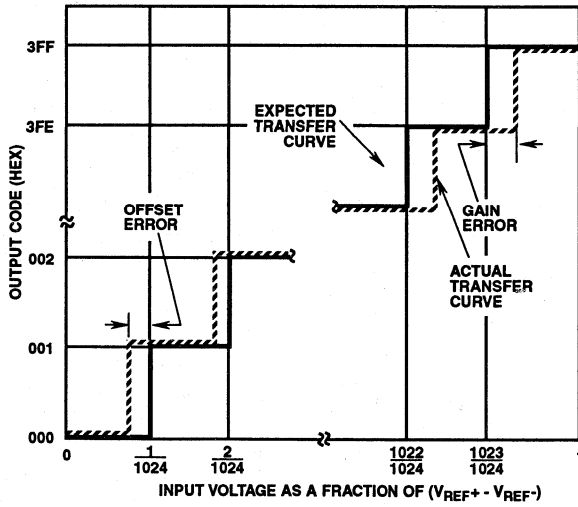 3FF
3FE
EXPECTED
TRANSFER
CURVE
OFFSET
ERROR
GAIN
ERROR
OUTPUT CODE (HEX)
002
ACTUAL
TRANSFER
CURVE
001
000
0
1/1024
2/1024
1022/1024
1023/1024
INPUT VOLTAGE AS A FRACTION OF (VREF+ - VREF-)